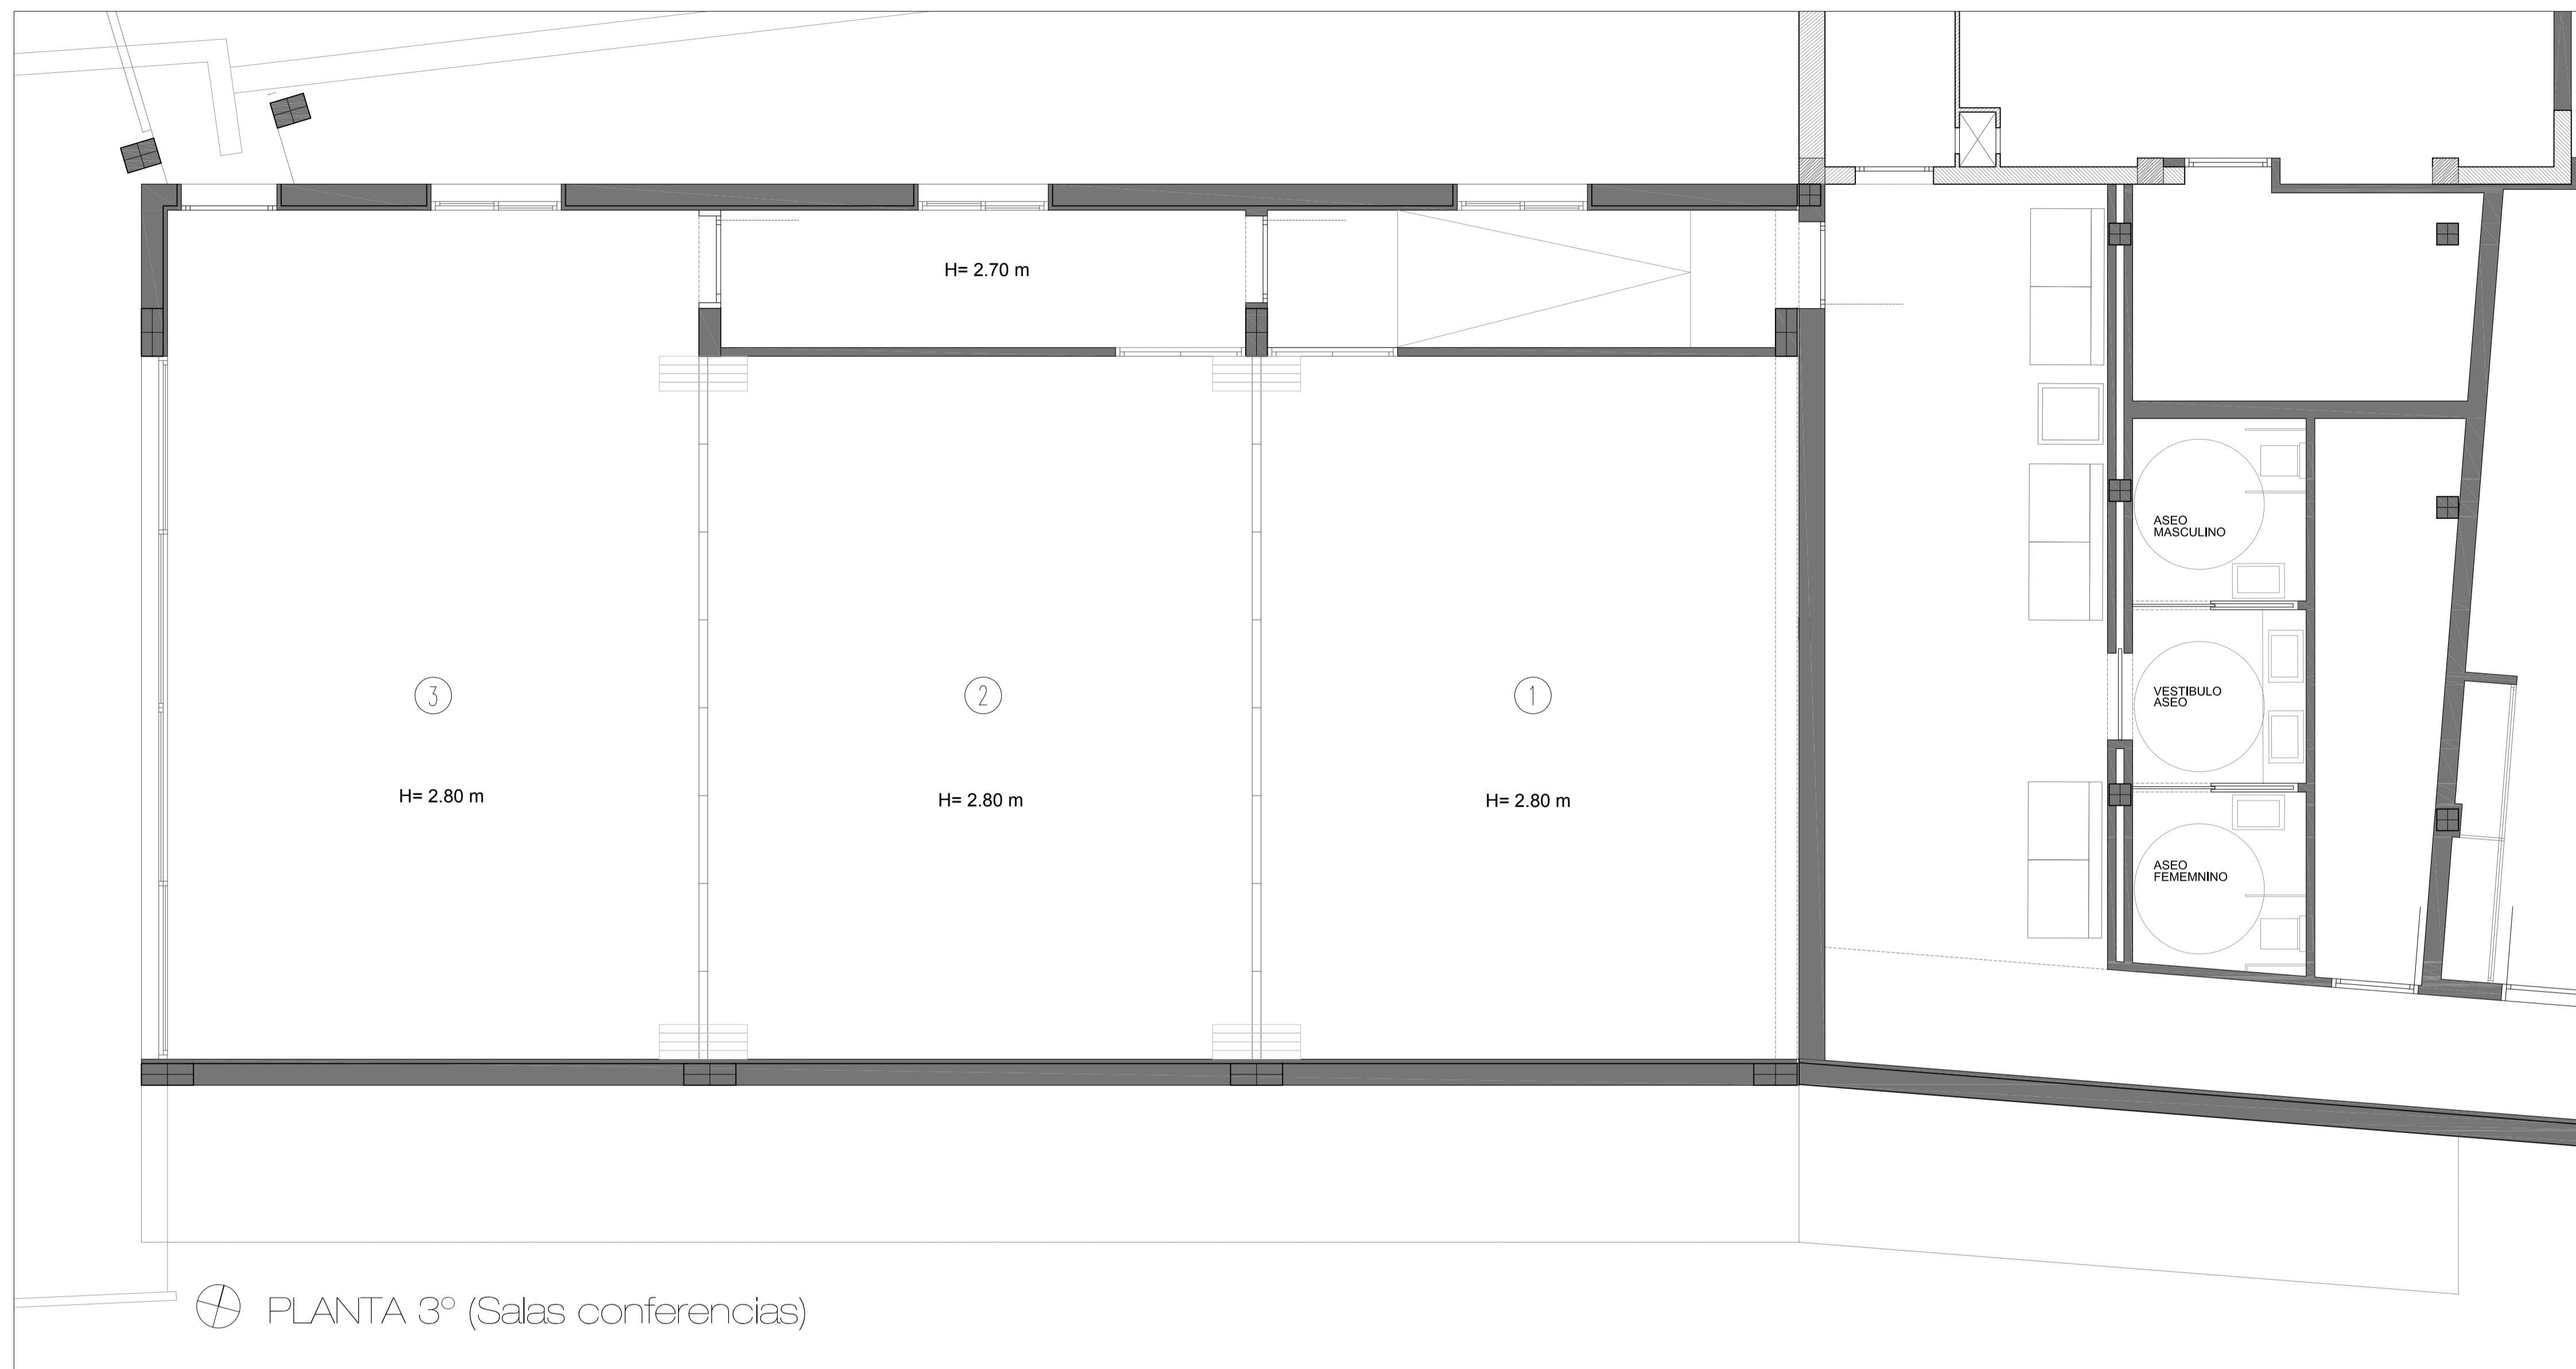 H= 2.70 m
ASEO
MASCULINO
3
2
1
VESTIBULO
ASEO
H= 2.80 m
H= 2.80 m
H= 2.80 m
ASEO
FEMEMNINO
PLANTA 3º (Salas conferencias)